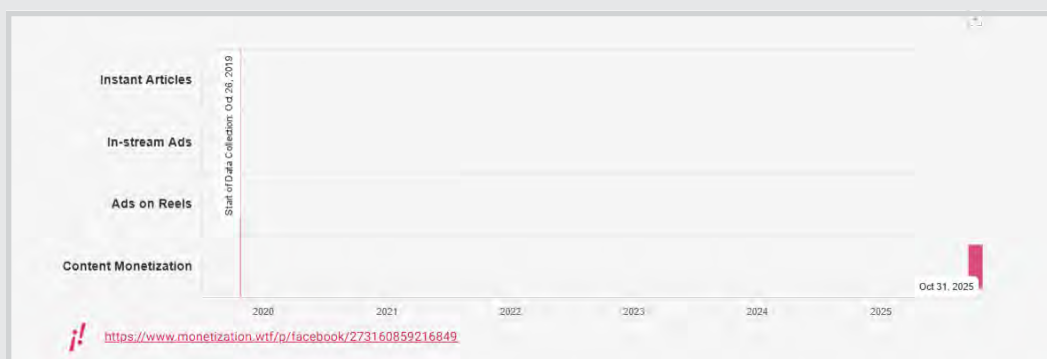 Start of Data Collection: Oct 26, 2019
Instant Articles
In-stream Ads
Ads on Reels
Content Monetization
Oct 31, 2025
2020 2021 2022 2023 2024 2025
https://www.monetization.wtf/p/facebook/273160859216849